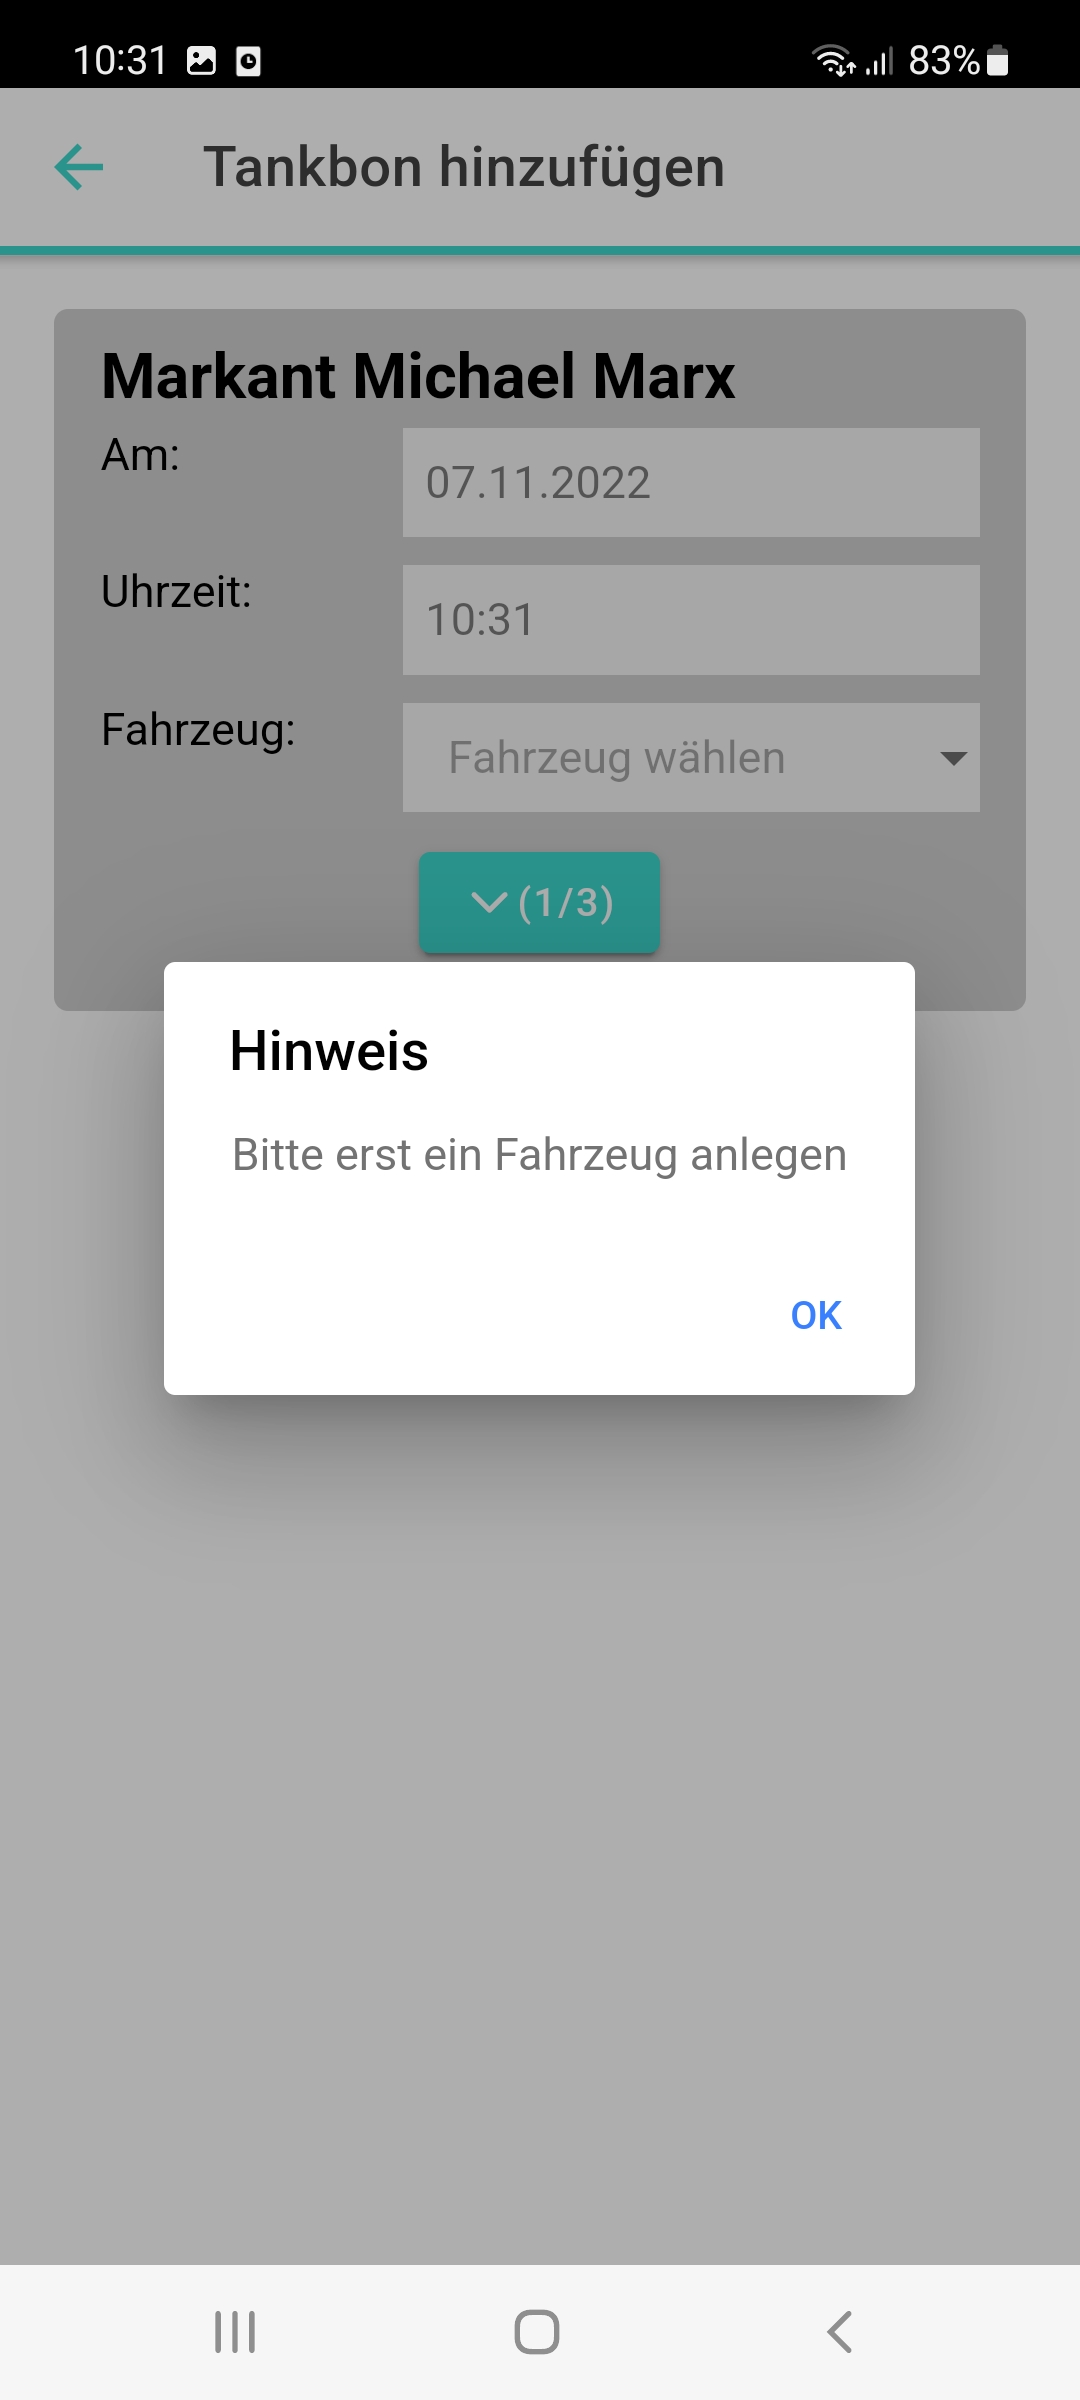 10:31 83%
Tankbon hinzufügen
Markant Michael Marx
Am: 07.11.2022
Uhrzeit: 10:31
Fahrzeug: Fahrzeug wählen
(1/3)
Hinweis
Bitte erst ein Fahrzeug anlegen
OK